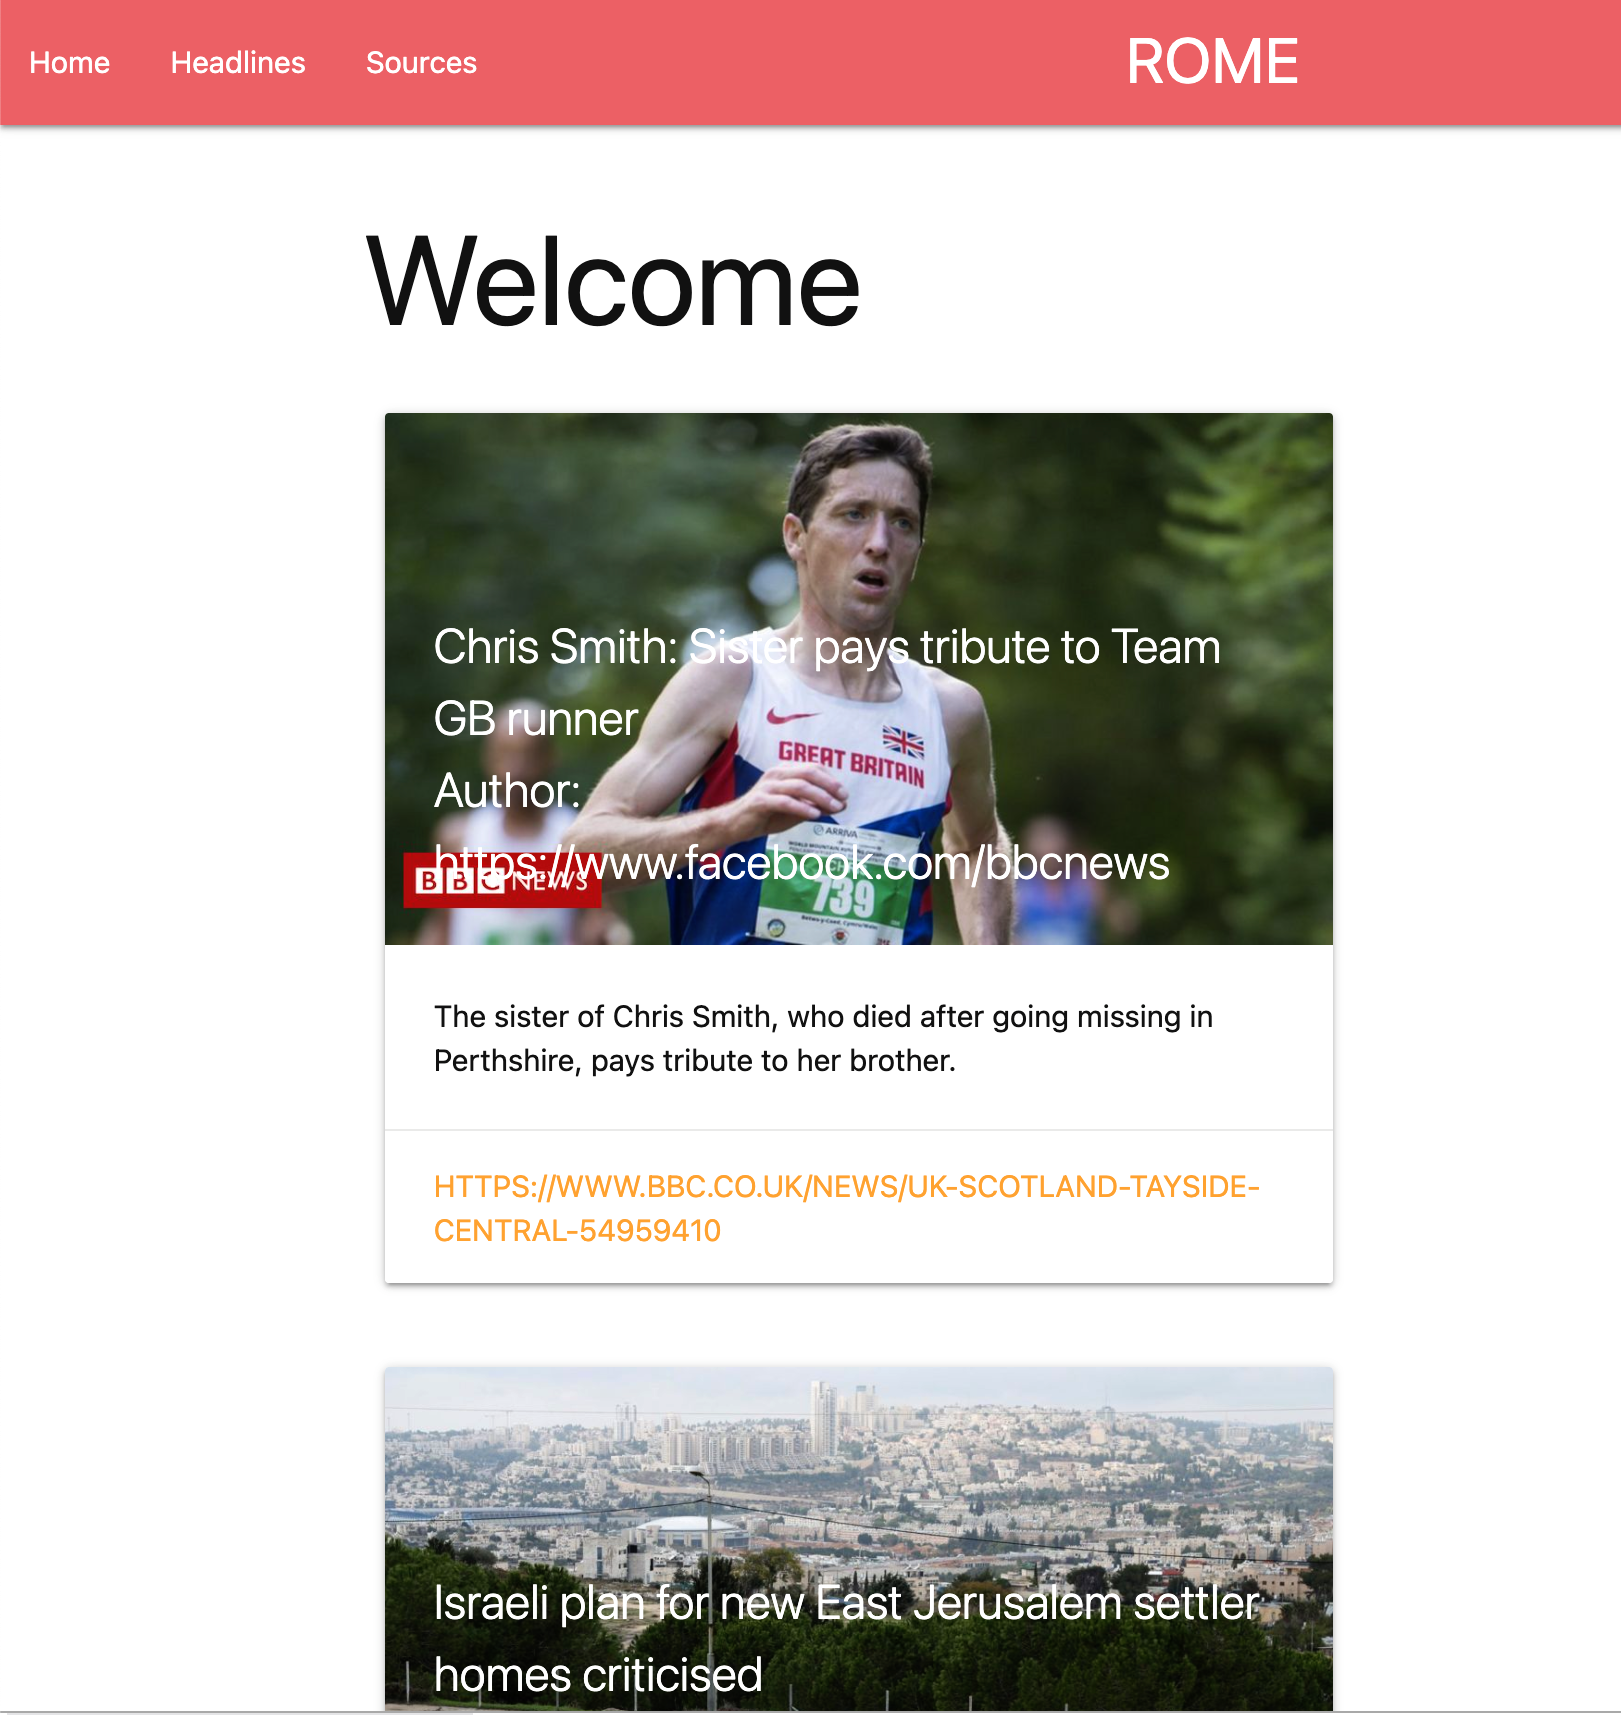 Home Headlines Sources ROME
Welcome
Chris Smith: Sister pays tribute to Team
GB runner
GREAT BRITAIN
Author:
ARRIVA
https://www.facebook.com/bbcnews
BBC NEWS
739
The sister of Chris Smith, who died after going missing in
Perthshire, pays tribute to her brother.
HTTPS://WWW.BBC.CO.UK/NEWS/UK-SCOTLAND-TAYSIDE-
CENTRAL-54959410
Israeli plan for new East Jerusalem settler
homes criticised